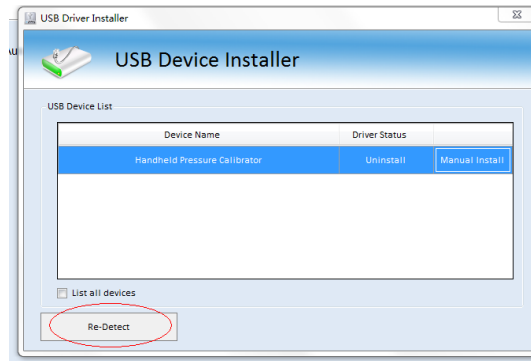 USB Driver Installer
USB Device Installer
USB Device List
Device Name Driver Status
Handheld Pressure Calibrator Uninstall Manual Install
List all devices
Re-Detect